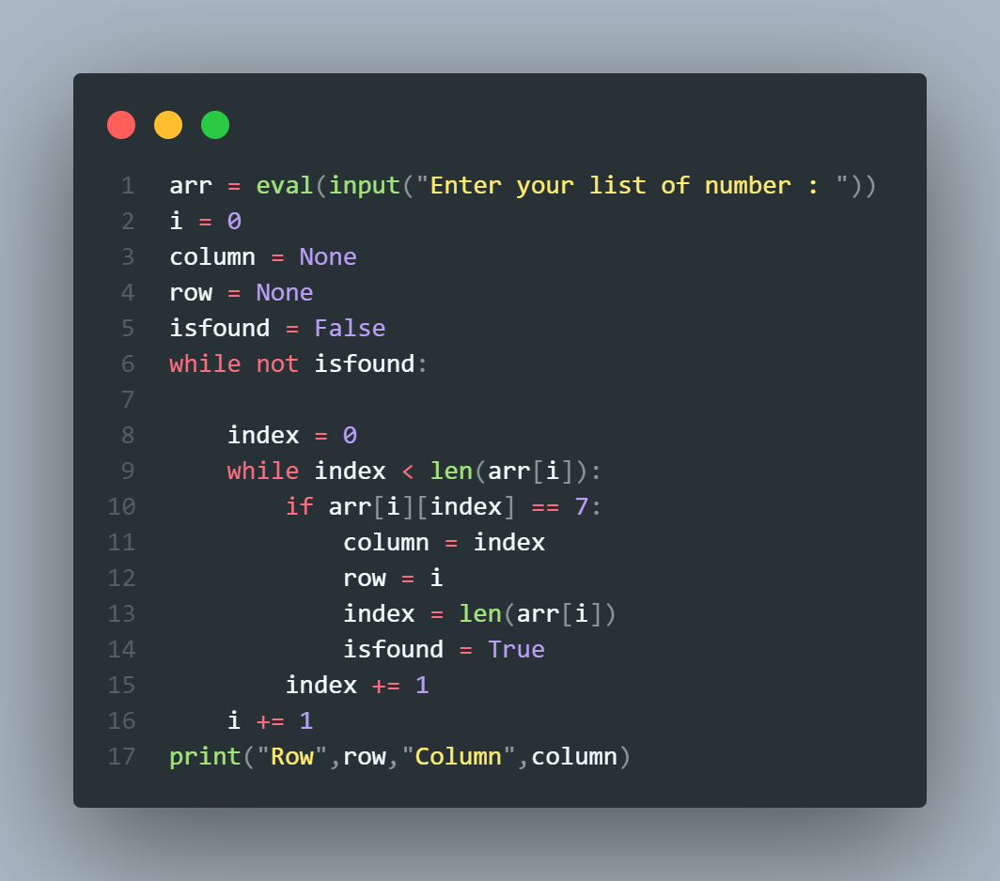 1 arr = eval(input("Enter your list of number : "))
2 i = 0
3 column = None
4 row = None
5 isfound = False
6 while not isfound:
7
8     index = 0
9     while index < len(arr[i]):
10         if arr[i][index] == 7:
11             column = index
12             row = i
13             index = len(arr[i])
14             isfound = True
15         index += 1
16     i += 1
17 print("Row",row,"Column",column)